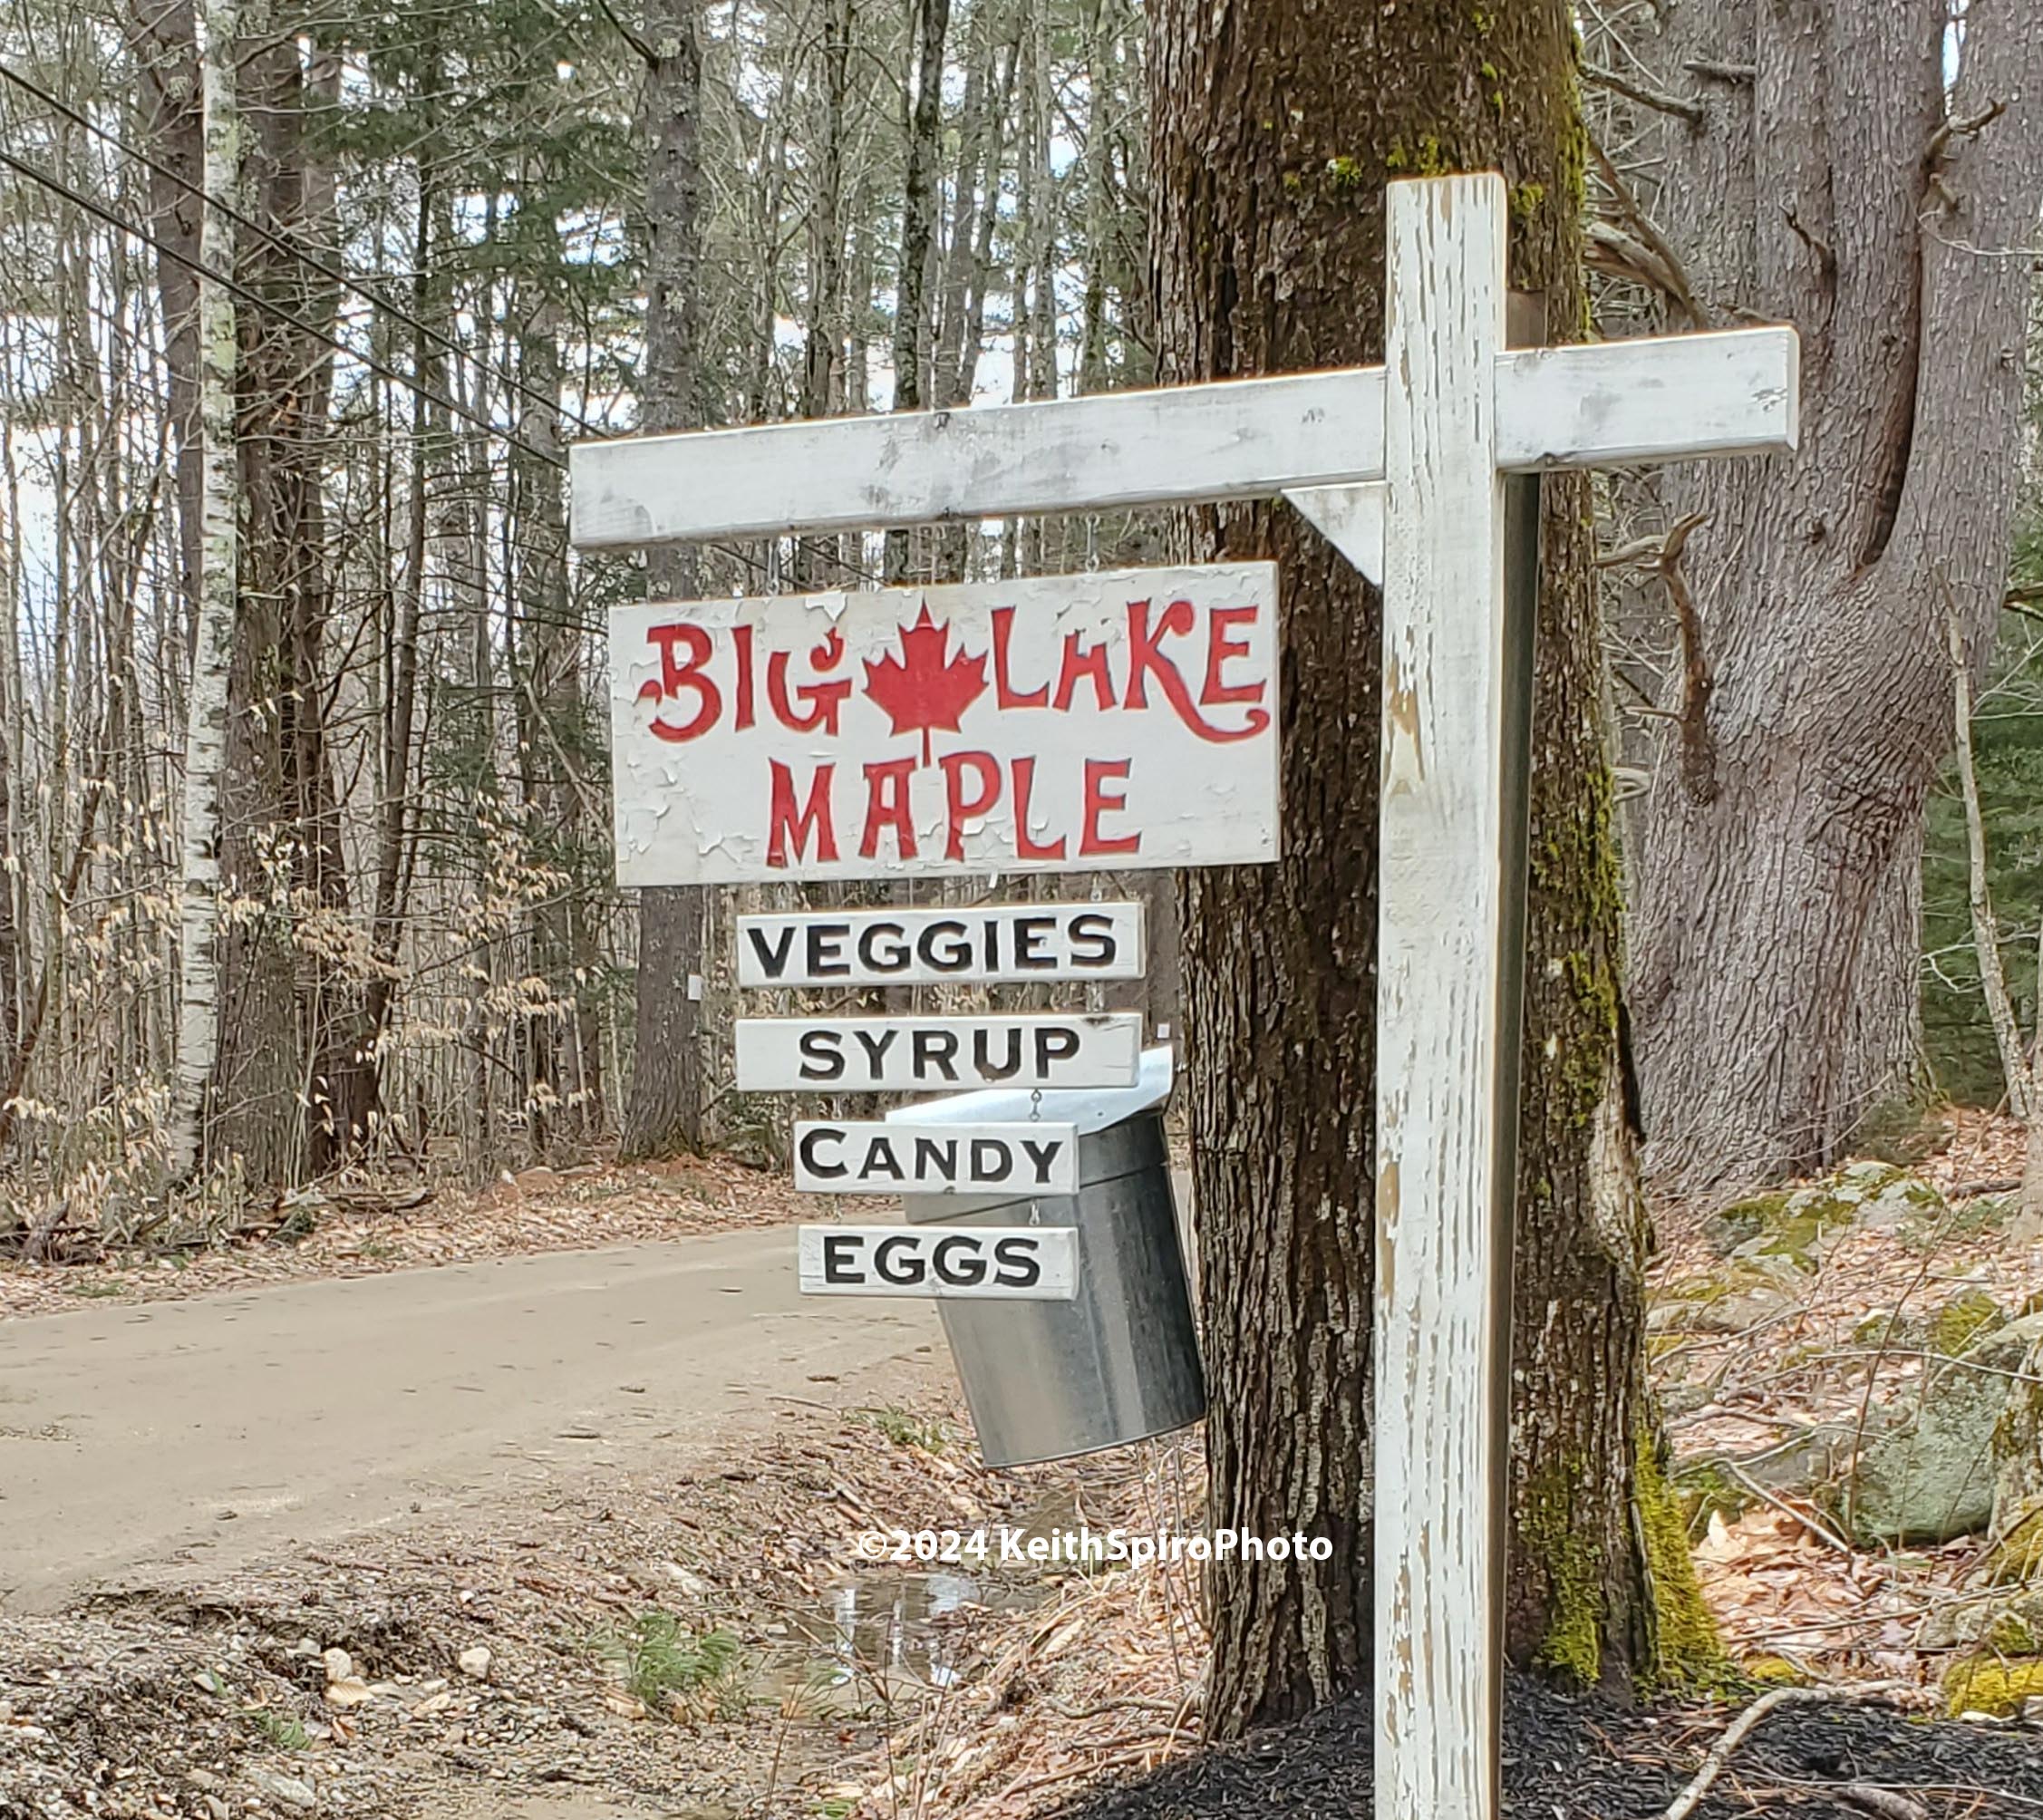 BIG LAKE
MAPLE
VEGGIES
SYRUP
CANDY
EGGS
©2024 KeithSpiroPhoto